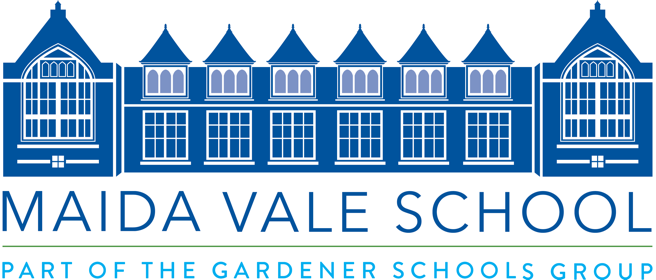 MAIDA VALE SCHOOL
PART OF THE GARDENER SCHOOLS GROUP